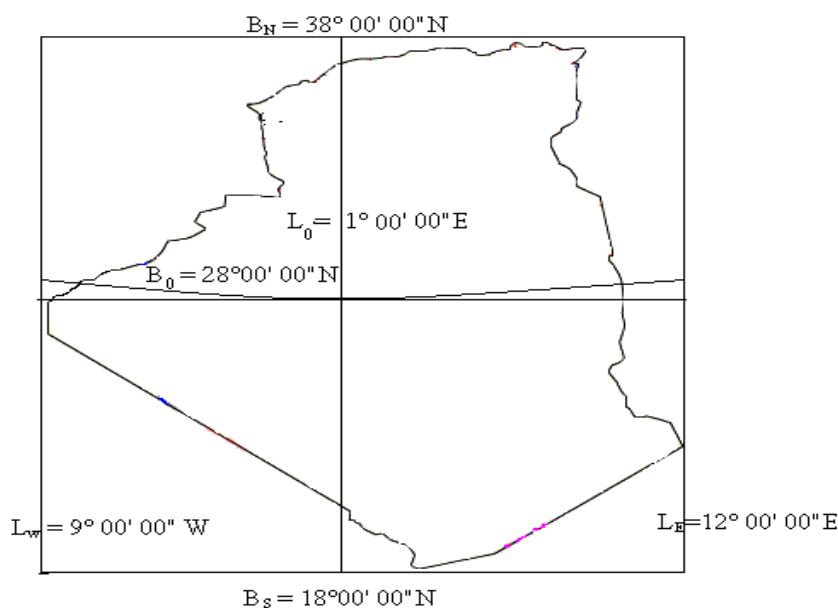 B_N = 38° 00' 00" N
L_0 = 1° 00' 00" E
B_0 = 28°00' 00" N
L_W = 9° 00' 00" W
L_E =12° 00' 00" E
B_S = 18°00' 00" N